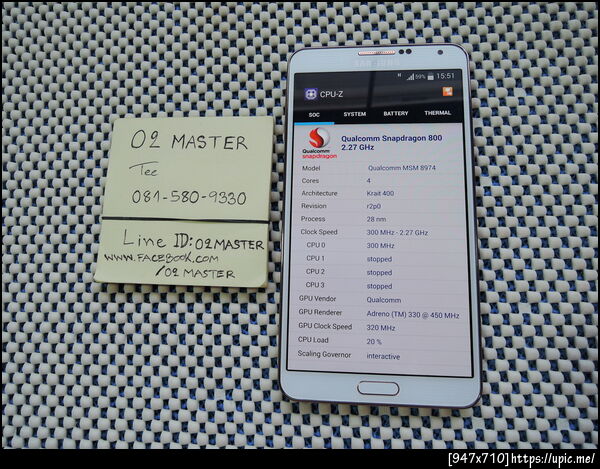 O2 MASTER
Tee
081-580-9330
Line ID: O2MASTER
WWW.FACEBOOK.COM
/O2 MASTER
SAMSUNG
H 59% 15:51
CPU-Z
SOC SYSTEM BATTERY THERMAL
Qualcomm snapdragon
Qualcomm Snapdragon 800
2.27 GHz
Model Qualcomm MSM 8974
Cores 4
Architecture Krait 400
Revision r2p0
Process 28 nm
Clock Speed 300 MHz - 2.27 GHz
CPU 0 300 MHz
CPU 1 stopped
CPU 2 stopped
CPU 3 stopped
GPU Vendor Qualcomm
GPU Renderer Adreno (TM) 330 @ 450 MHz
GPU Clock Speed 320 MHz
CPU Load 20 %
Scaling Governor interactive
[947x710]https://upic.me/